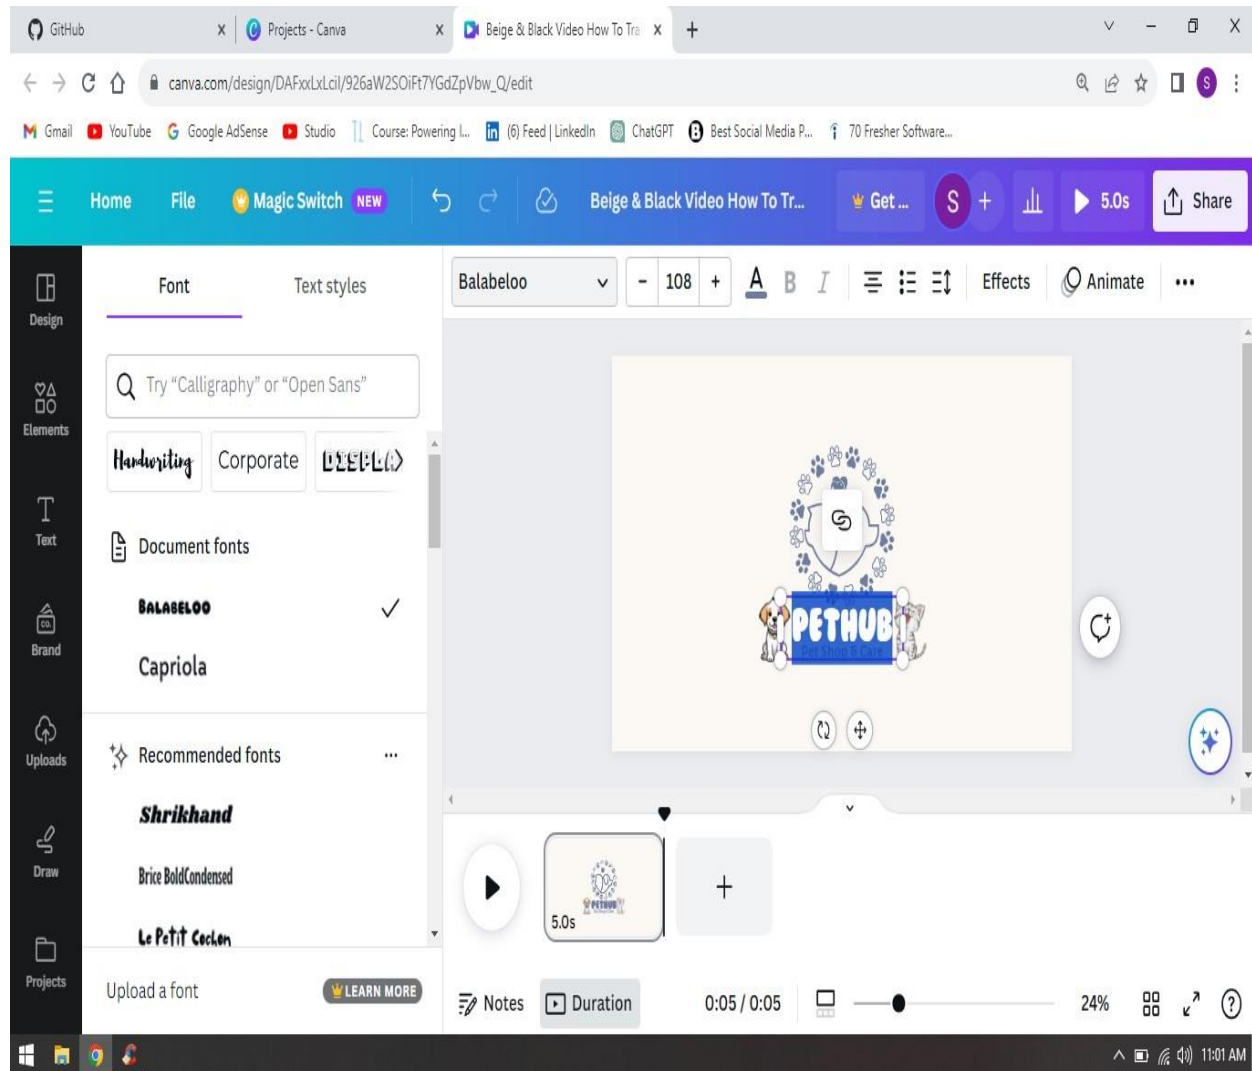 GitHub
Projects - Canva
Beige & Black Video How To Tra
canva.com/design/DAFxxLxLciI/926aW2SOiFt7YGdZpVbw_Q/edit
S
Gmail
YouTube
Google AdSense
Studio
Course: Powering I...
(6) Feed | LinkedIn
ChatGPT
Best Social Media P...
70 Fresher Software...
Home
File
Magic Switch NEW
Beige & Black Video How To Tr...
Get ...
S
5.0s
Share
Design
Elements
Text
Brand
Uploads
Draw
Projects
Font
Text styles
Try “Calligraphy” or “Open Sans”
Handwriting
Corporate
DISPLA
Document fonts
BALABELOO
Capriola
Recommended fonts
Shrikhand
Brice BoldCondensed
Le Petit Cochon
Upload a font
LEARN MORE
Balabeloo
- 108 +
A B I
Effects
Animate
PETHUB
Pet Shop & Care
PETHUB
5.0s
Notes
Duration
0:05 / 0:05
24%
11:01 AM